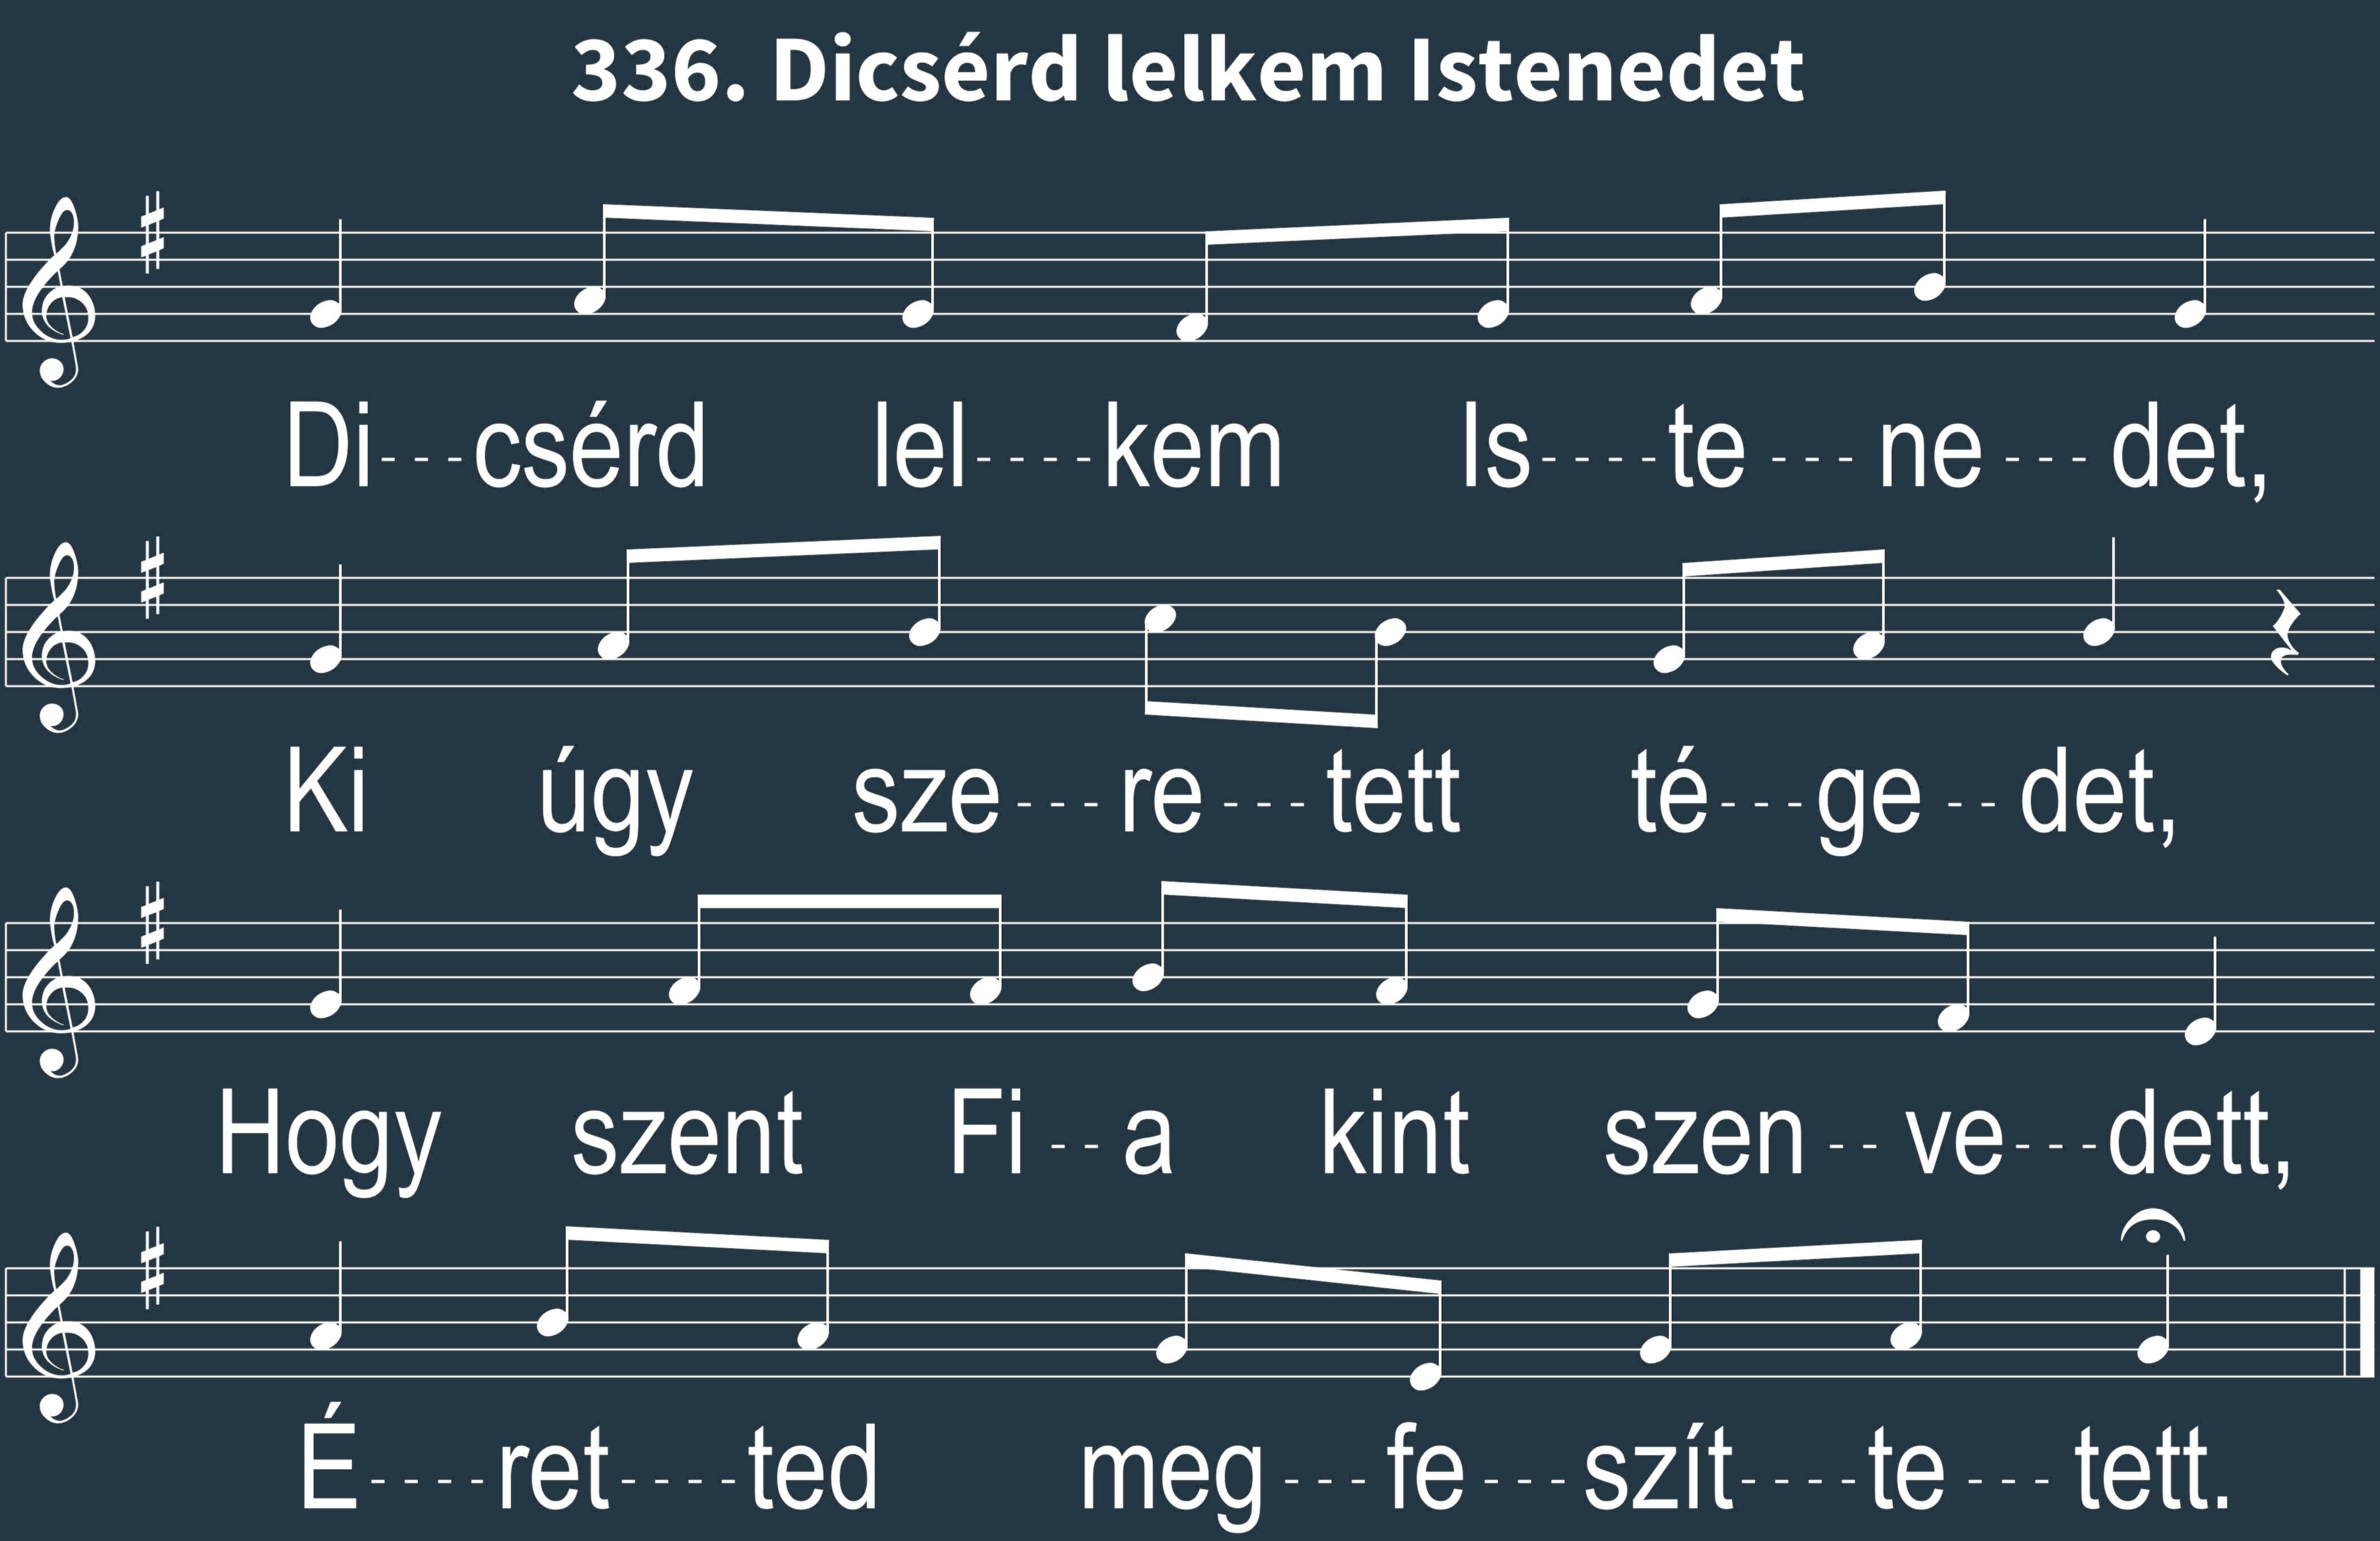 336. Dicsérd lelkem Istenedet
Di---csérd lel----kem Is----te---ne---det,
Ki úgy sze---re---tett té---ge--det,
Hogy szent Fi--a kint szen--ve---dett,
É----ret----ted meg---fe---szít----te---tett.